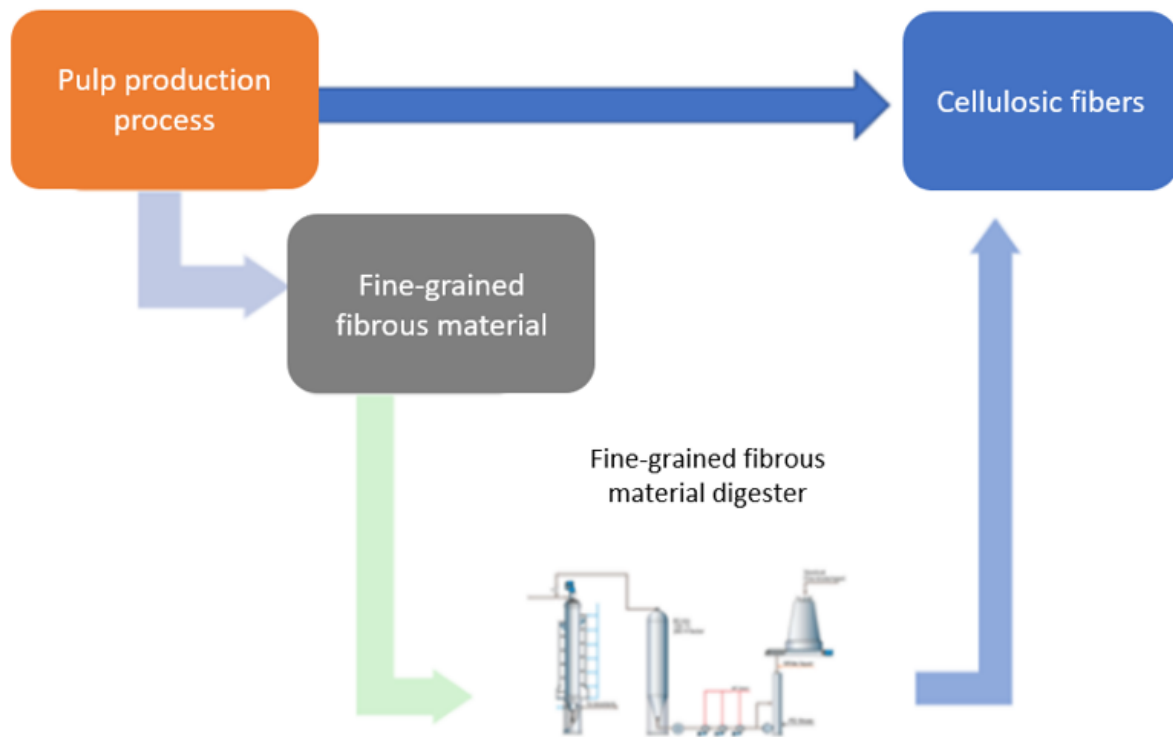 Pulp production
process
Cellulosic fibers
Fine-grained
fibrous material
Fine-grained fibrous
material digester